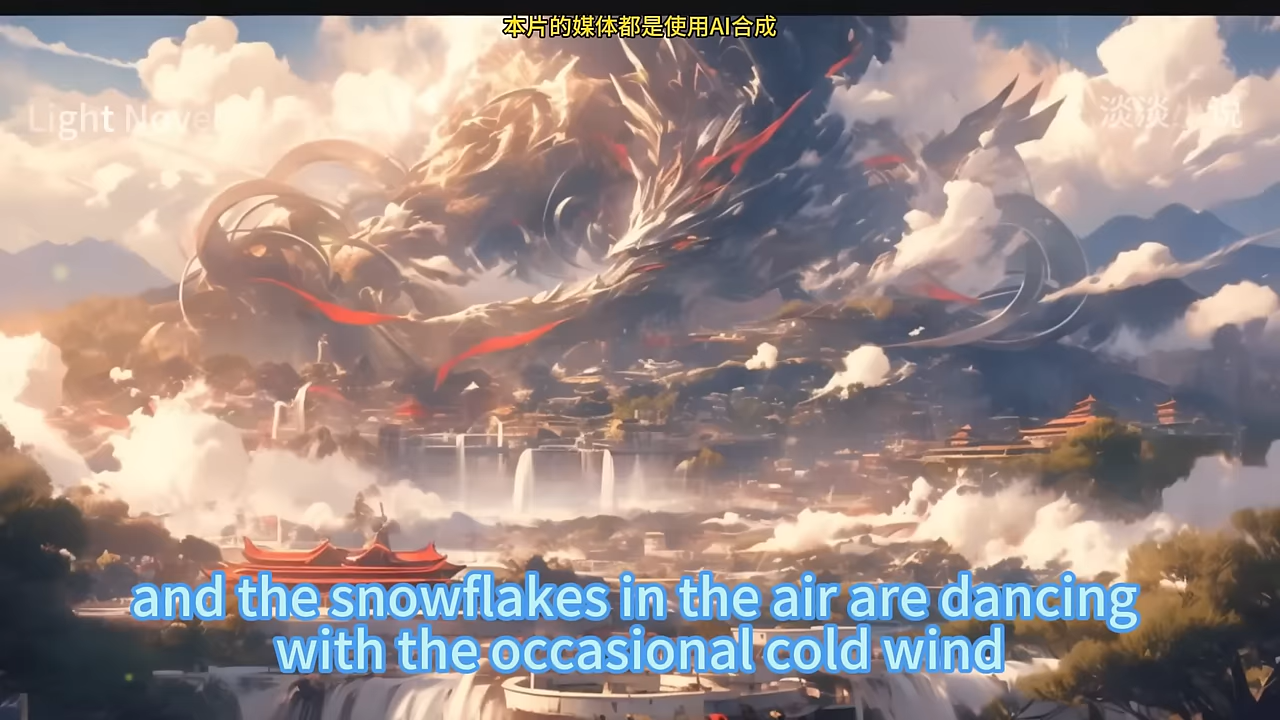 本片的媒体都是使用AI合成
Light Novel
淡淡小说
and the snowflakes in the air are dancing
with the occasional cold wind